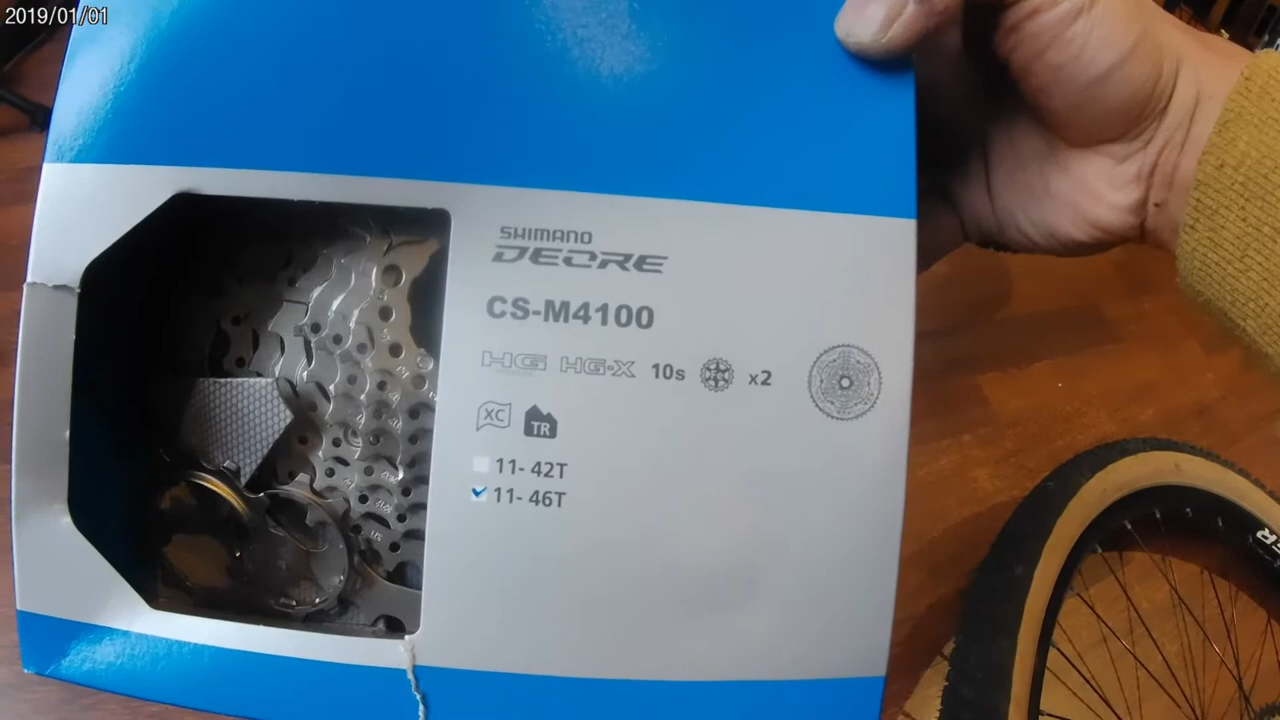 2019/01/01
SHIMANO
DEORE
CS-M4100
HG HG-X 10s x2
XC TR
11- 42T
11- 46T